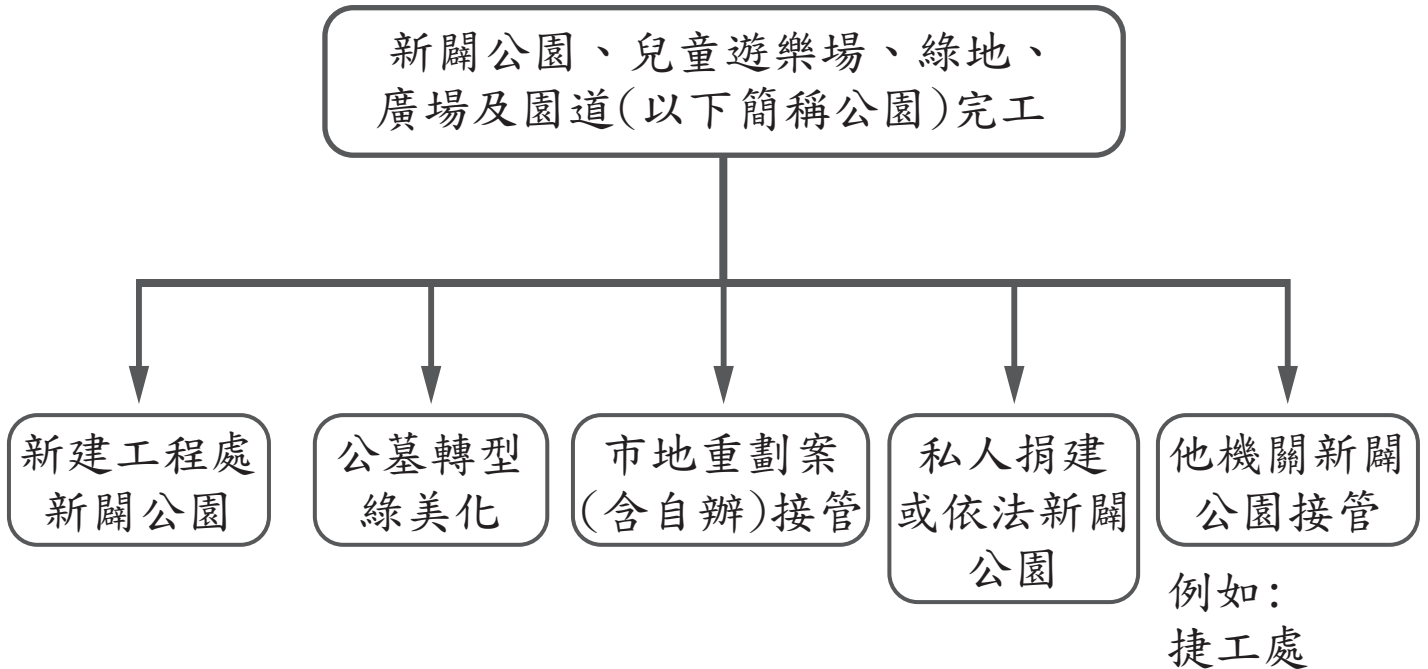 新闢公園、兒童遊樂場、綠地、
廣場及園道(以下簡稱公園)完工
新建工程處
新闢公園
公墓轉型
綠美化
市地重劃案
(含自辦)接管
私人捐建
或依法新闢
公園
他機關新闢
公園接管
例如:
捷工處